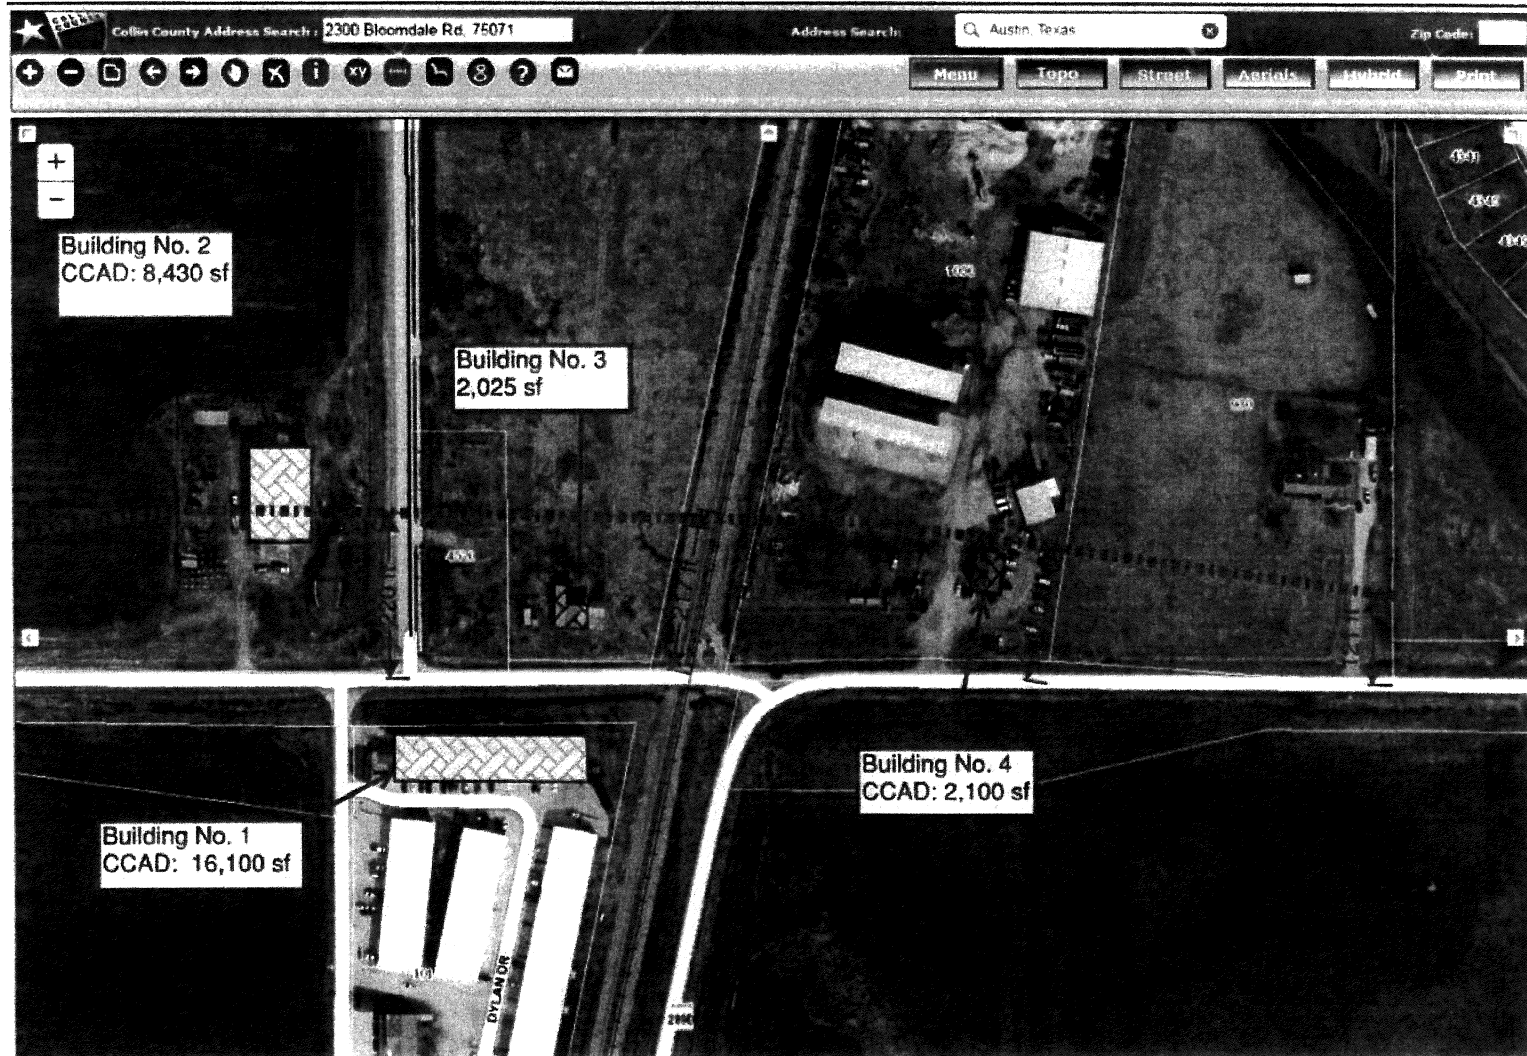 Collin County Address Search : 2300 Bloomdale Rd, 75071
Address Search: Austin, Texas
Zip Code:
i xy 8 ?
Menu Topo Street Aerials Hybrid Print
+
−
Building No. 2
CCAD: 8,430 sf
Building No. 3
2,025 sf
Building No. 4
CCAD: 2,100 sf
Building No. 1
CCAD: 16,100 sf
DYLAN DR